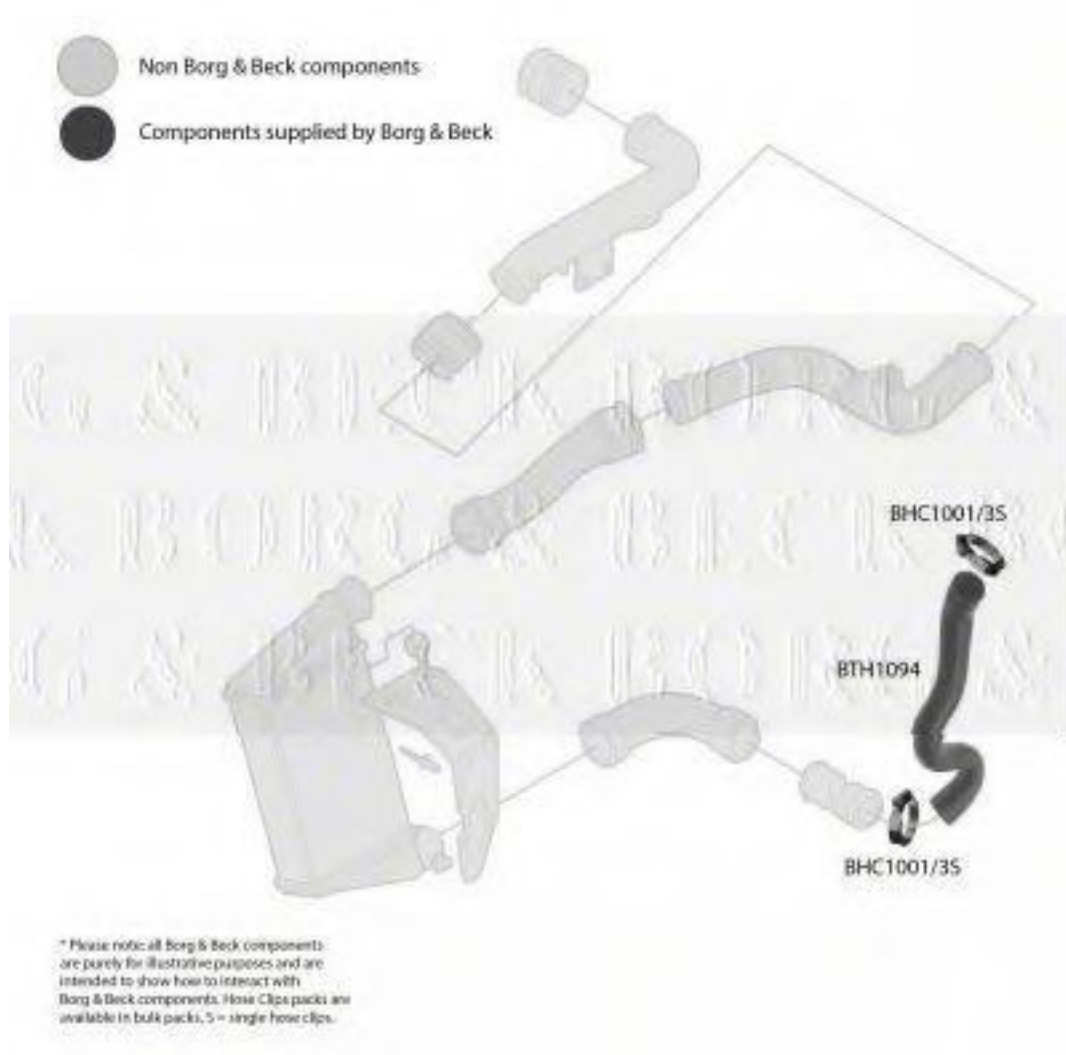 Non Borg & Beck components
Components supplied by Borg & Beck
BORG & BECK
BHC1001/3S
BTH1094
BHC1001/3S
* Please note: all Borg & Beck components
are purely for illustrative purposes and are
intended to show how to interact with
Borg & Beck components. Hose Clips packs are
available in bulk packs, S = single hose clips.